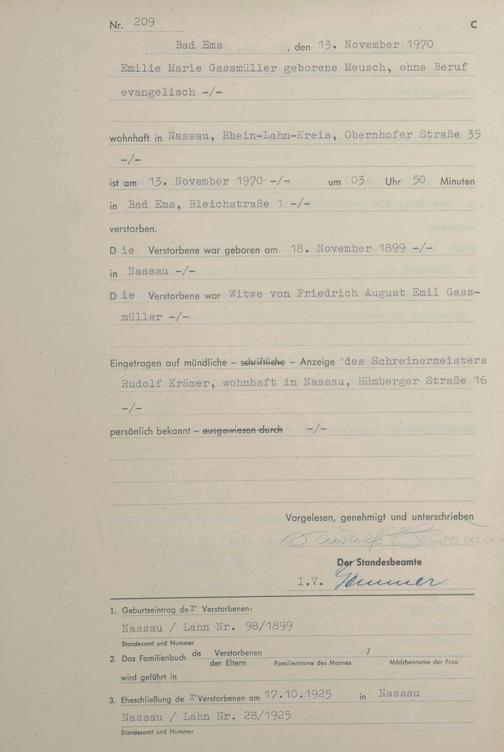 Nr. 209 C
Bad Ems , den 13. November 1970
Emilie Marie Gassmüller geborene Meusch, ohne Beruf
evangelisch -/-
wohnhaft in Nassau, Rhein-Lahn-Kreis, Obernhofer Straße 35
-/-
ist am 13. November 1970 -/- um 03 Uhr 50 Minuten
in Bad Ems, Bleichstraße 1 -/-
verstorben.
D ie Verstorbene war geboren am 18. November 1899 -/-
in Nassau -/-
D ie Verstorbene war Witwe von Friedrich August Emil Gass-
müller -/-
Eingetragen auf mündliche – schriftliche – Anzeige des Schreinermeisters
Rudolf Krämer, wohnhaft in Nassau, Hömberger Straße 16
-/-
persönlich bekannt – ausgewiesen durch -/-
Vorgelesen, genehmigt und unterschrieben
Rudolf
Der Standesbeamte
I.V.
1. Geburtseintrag de r Verstorbenen:
Nassau / Lahn Nr. 98/1899
Standesamt und Nummer
2. Das Familienbuch de Verstorbenen /
der Eltern Familienname des Mannes Mädchenname der Frau
wird geführt in
3. Eheschließung de r Verstorbenen am 17.10.1925 in Nassau
Nassau / Lahn Nr. 28/1925
Standesamt und Nummer